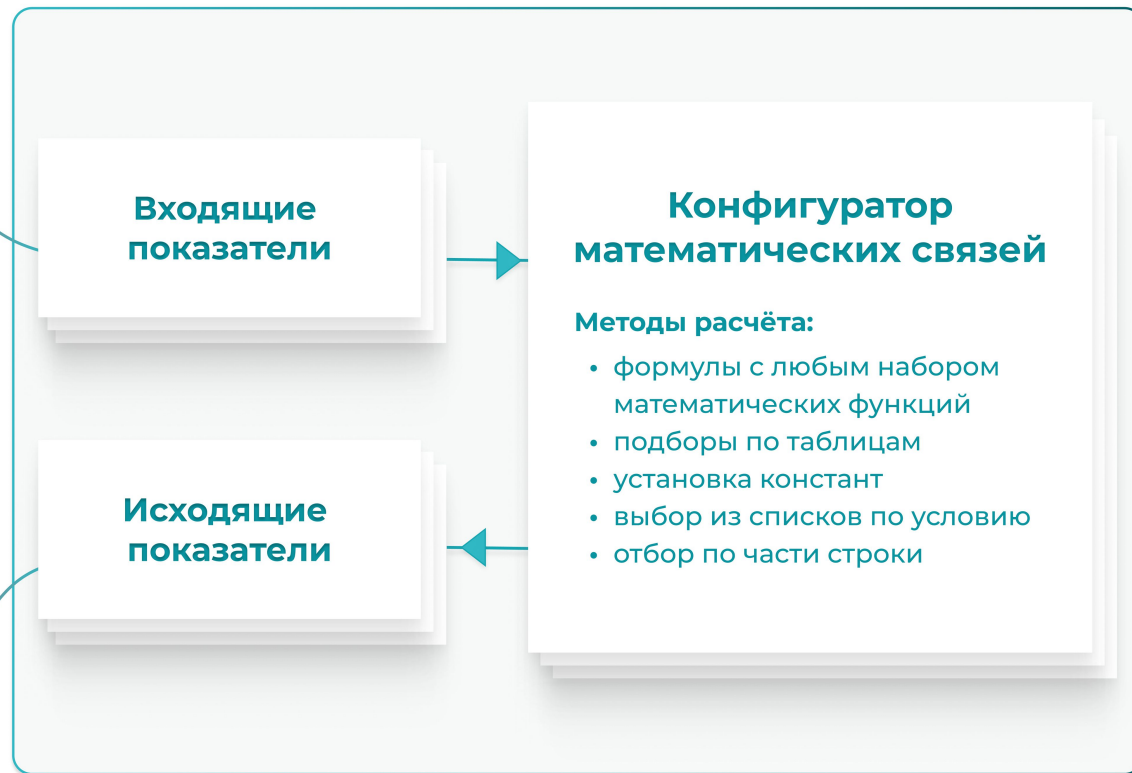 Входящие
показатели
Конфигуратор
математических связей
Методы расчёта:
• формулы с любым набором
математических функций
• подборы по таблицам
• установка констант
• выбор из списков по условию
• отбор по части строки
Исходящие
показатели